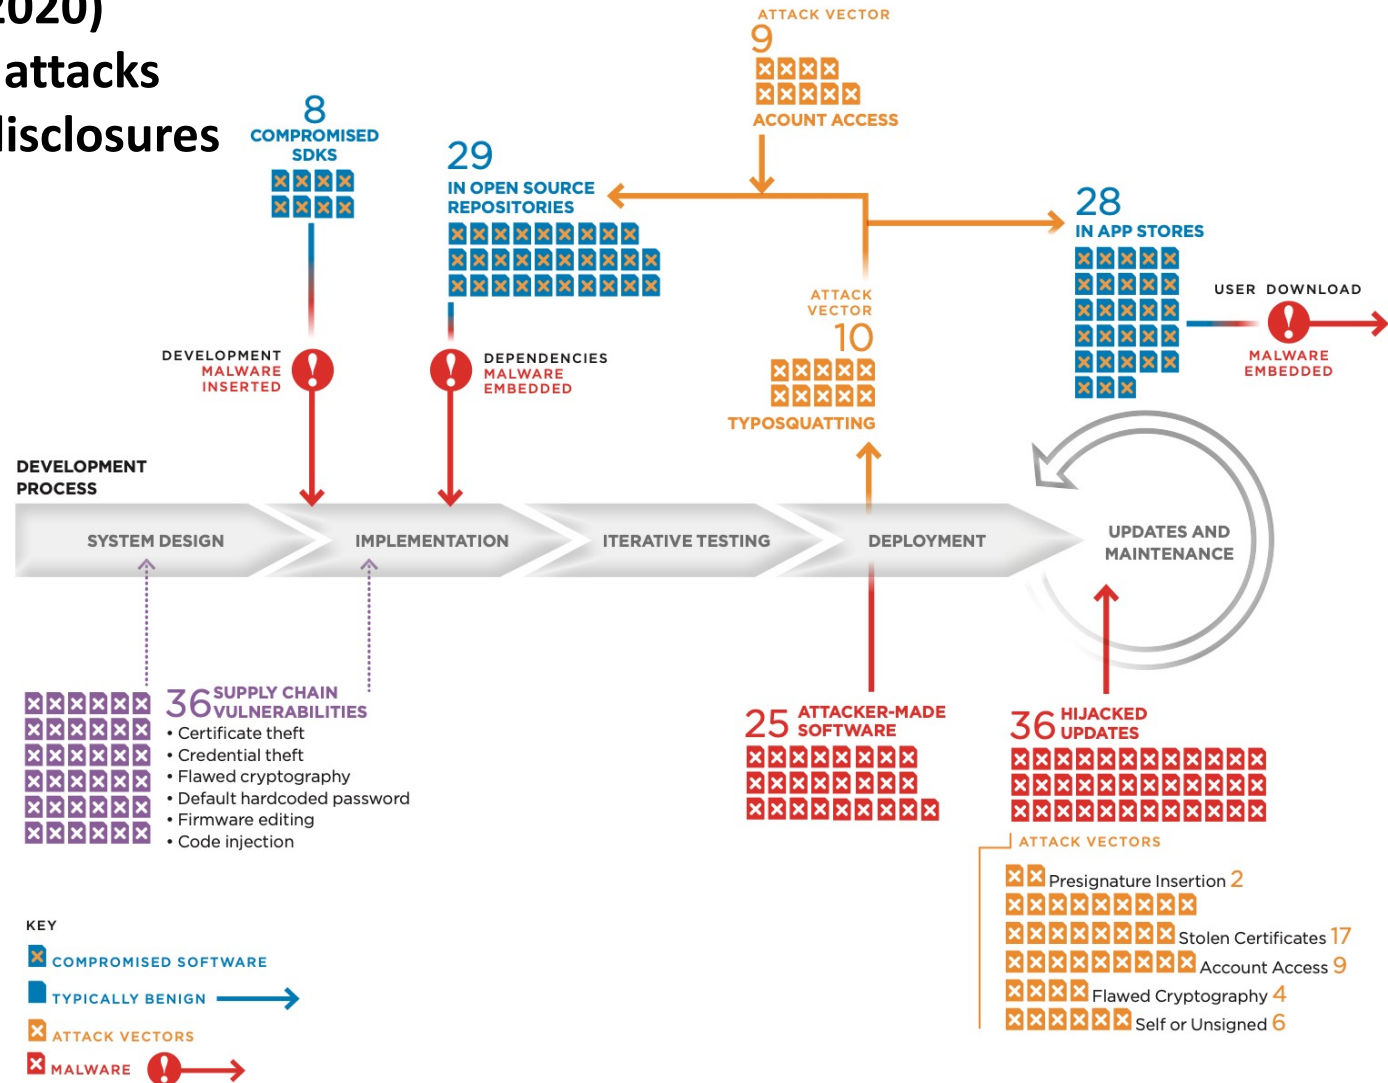 2020)
attacks
disclosures
8
COMPROMISED
SDKS
29
IN OPEN SOURCE
REPOSITORIES
ATTACK VECTOR
9
ACOUNT ACCESS
28
IN APP STORES
ATTACK
VECTOR
10
TYPOSQUATTING
USER DOWNLOAD
MALWARE
EMBEDDED
DEVELOPMENT
MALWARE
INSERTED
DEPENDENCIES
MALWARE
EMBEDDED
DEVELOPMENT
PROCESS
SYSTEM DESIGN
IMPLEMENTATION
ITERATIVE TESTING
DEPLOYMENT
UPDATES AND
MAINTENANCE
36 SUPPLY CHAIN
VULNERABILITIES
• Certificate theft
• Credential theft
• Flawed cryptography
• Default hardcoded password
• Firmware editing
• Code injection
25 ATTACKER-MADE
SOFTWARE
36 HIJACKED
UPDATES
ATTACK VECTORS
Presignature Insertion 2
Stolen Certificates 17
Account Access 9
Flawed Cryptography 4
Self or Unsigned 6
KEY
COMPROMISED SOFTWARE
TYPICALLY BENIGN
ATTACK VECTORS
MALWARE